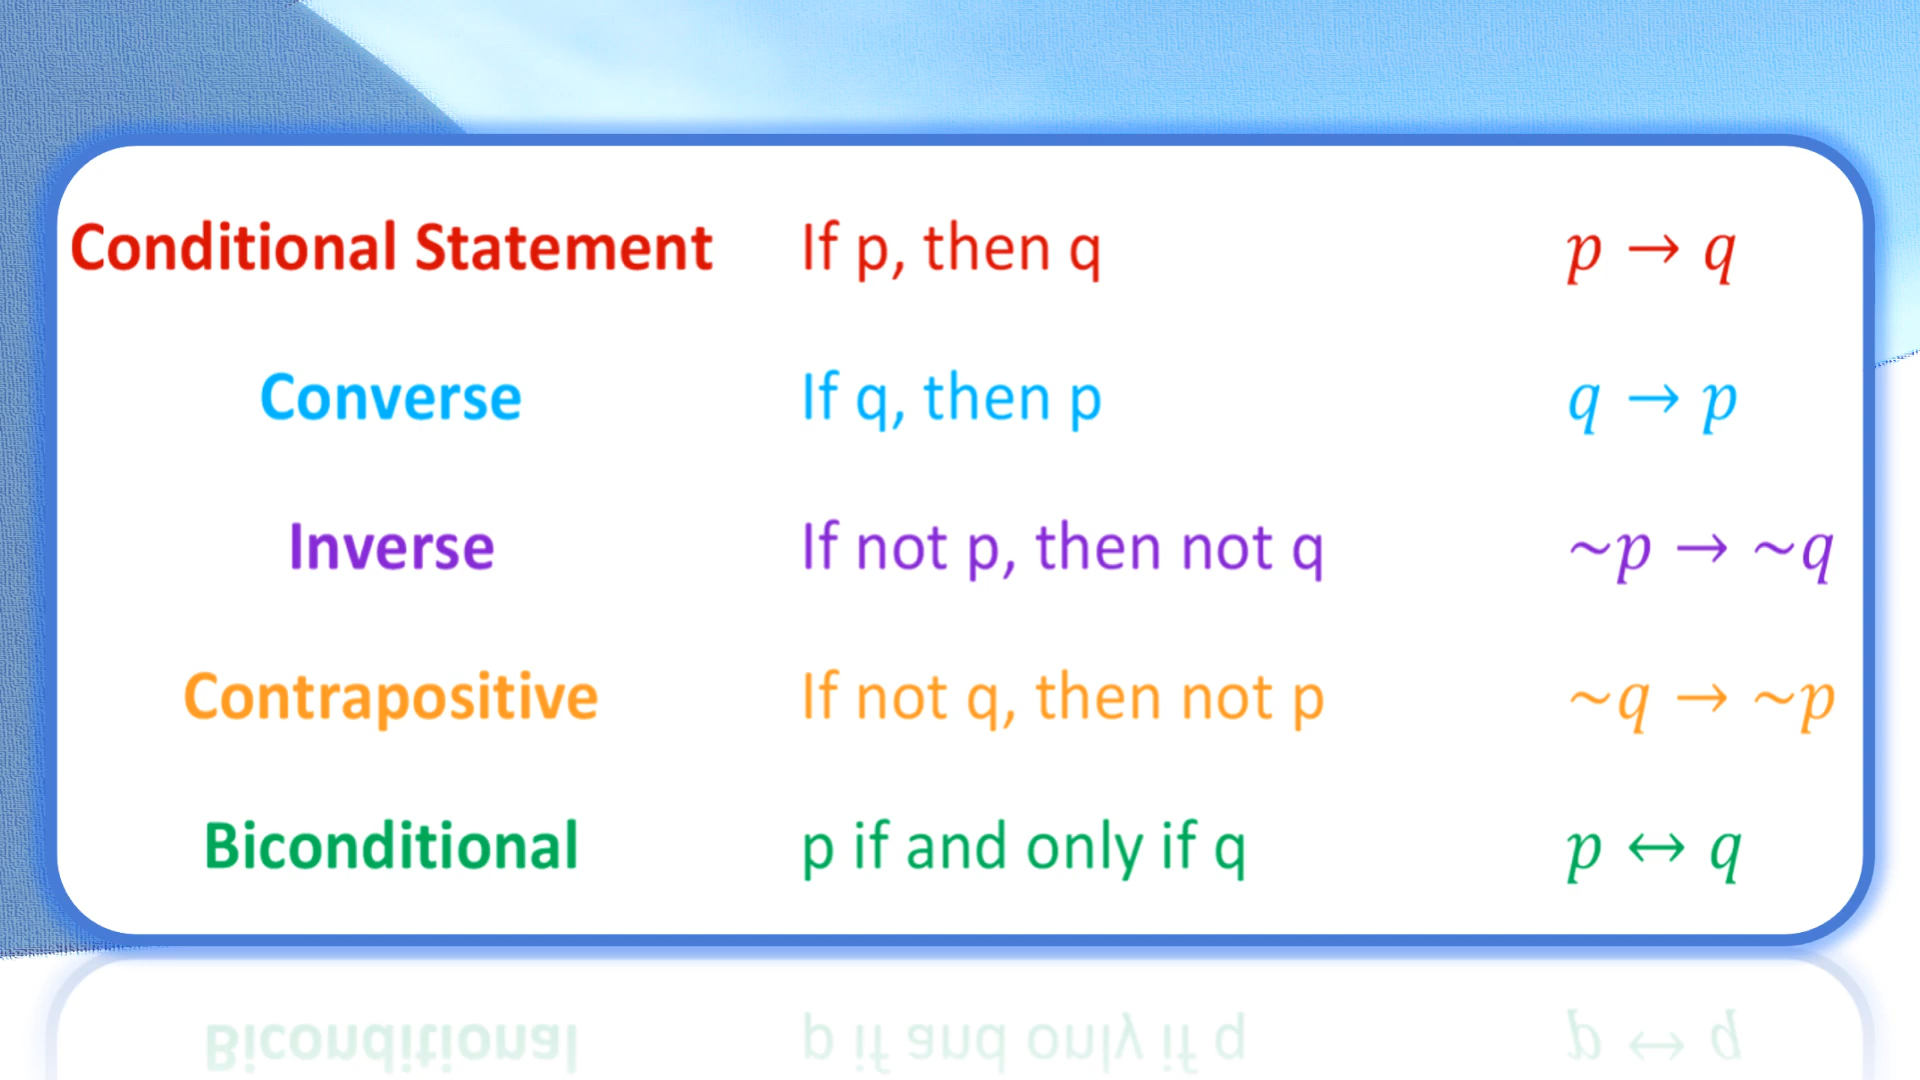 Conditional Statement If p, then q p → q
Converse If q, then p q → p
Inverse If not p, then not q ~p → ~q
Contrapositive If not q, then not p ~q → ~p
Biconditional p if and only if q p ↔ q